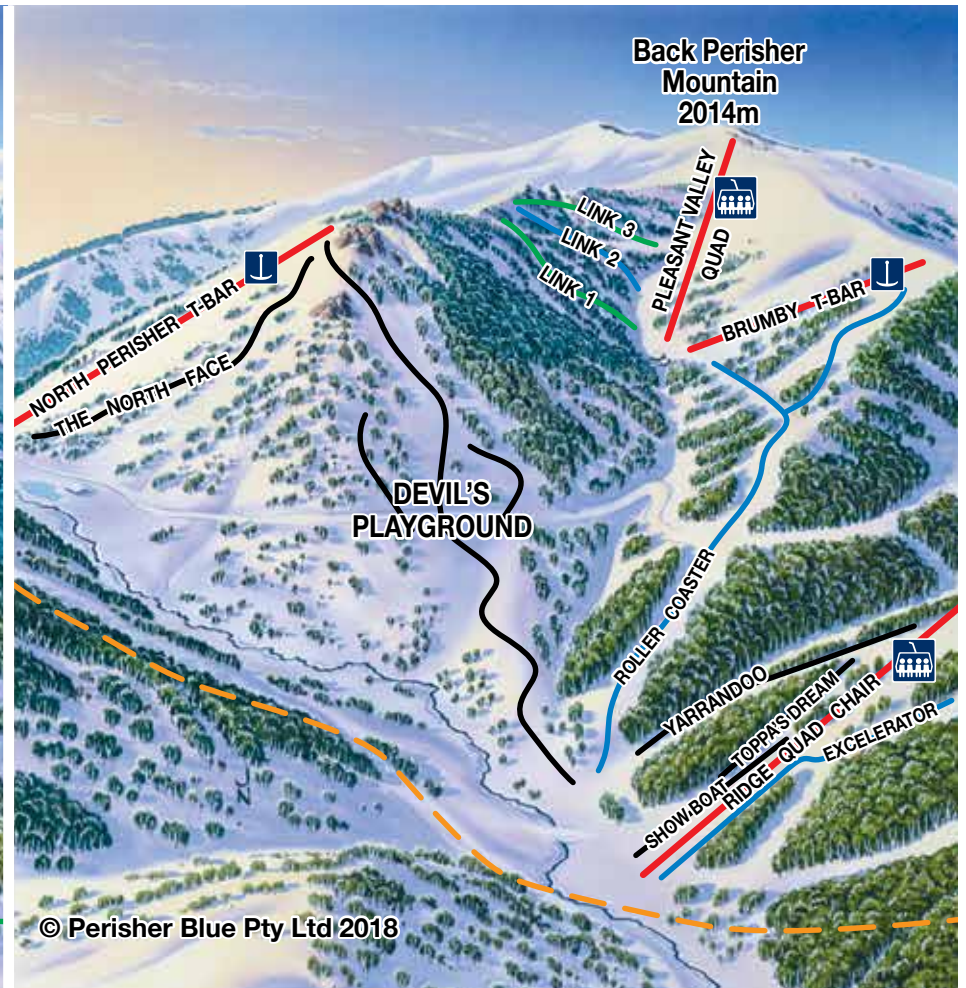 Back Perisher
Mountain
2014m
PLEASANT VALLEY
QUAD
LINK 3
LINK 2
LINK 1
NORTH PERISHER T-BAR
THE NORTH FACE
BRUMBY T-BAR
DEVIL'S
PLAYGROUND
ROLLER COASTER
YARRANDOO
TOPPA'S DREAM
SHOW BOAT
RIDGE QUAD CHAIR
EXCELERATOR
© Perisher Blue Pty Ltd 2018